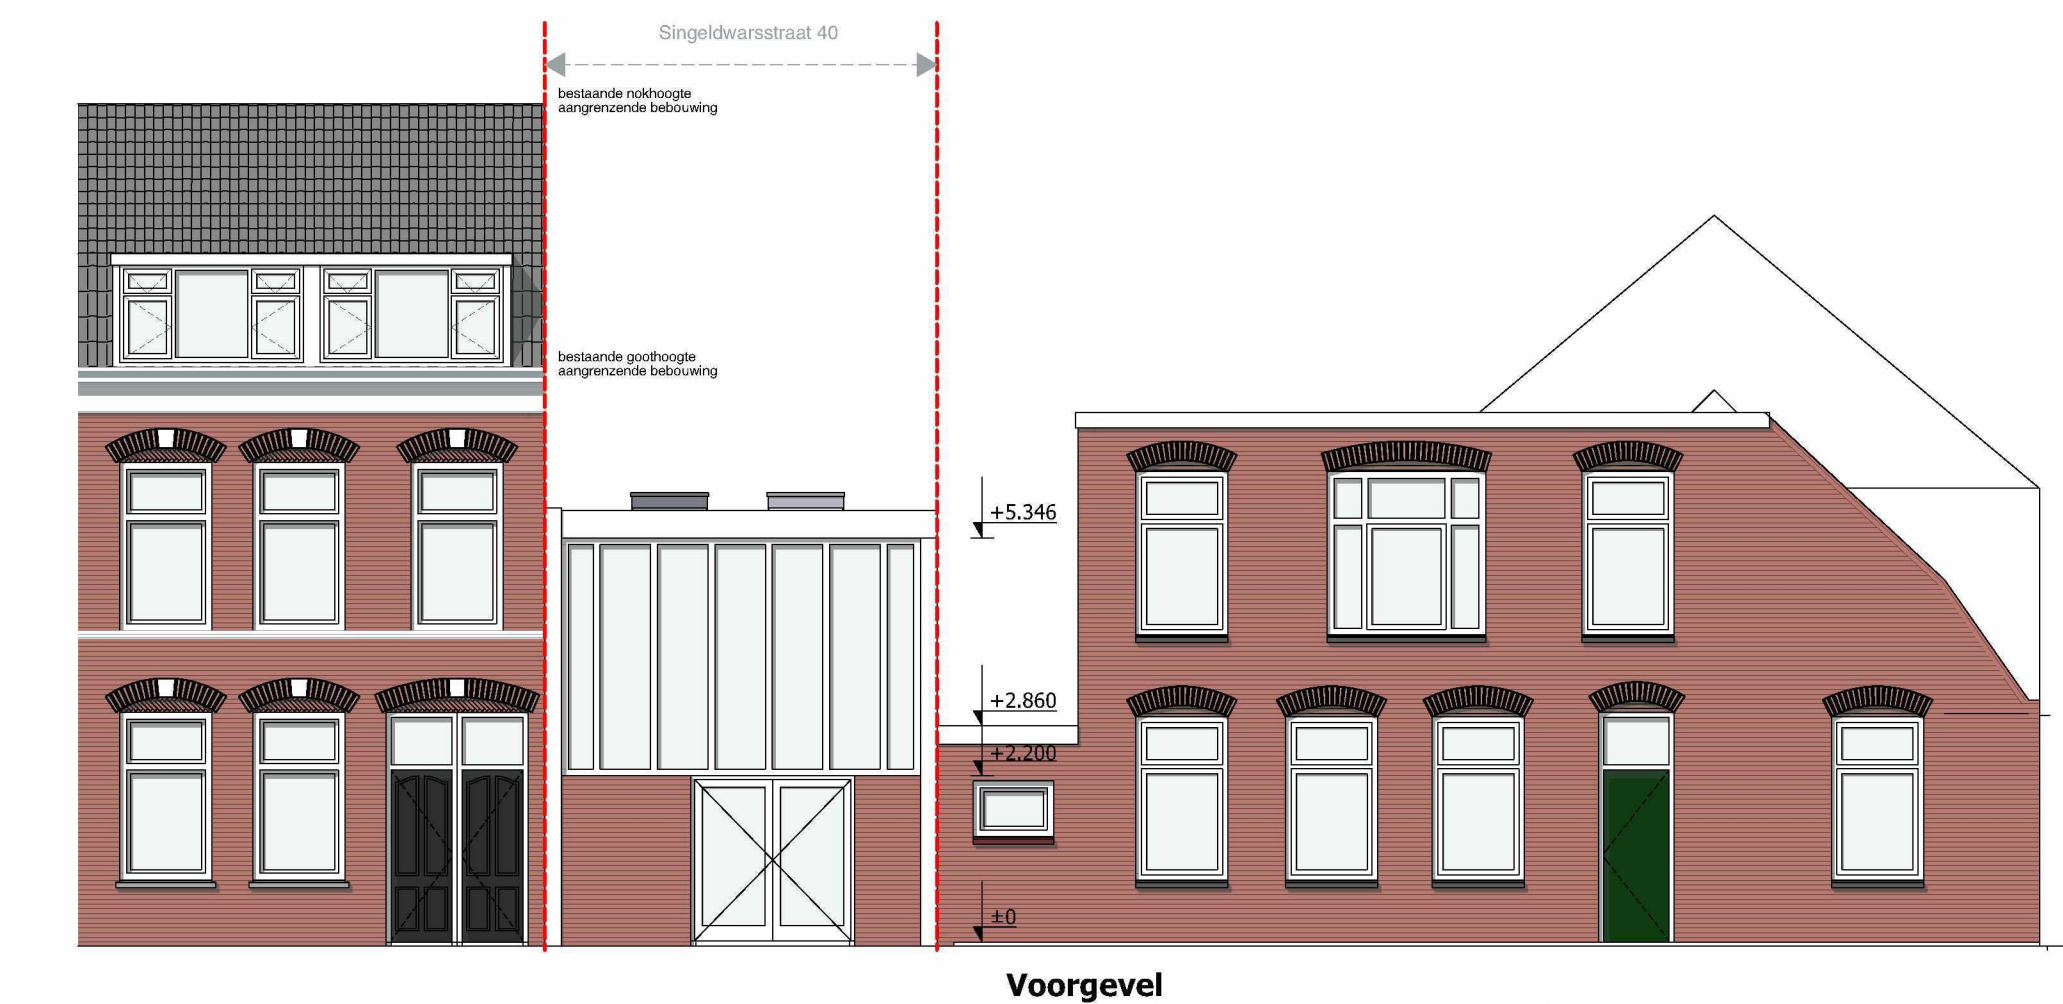 Singeldwarsstraat 40
bestaande nokhoogte
aangrenzende bebouwing
bestaande goothoogte
aangrenzende bebouwing
+5.346
+2.860
+2.200
±0
Voorgevel